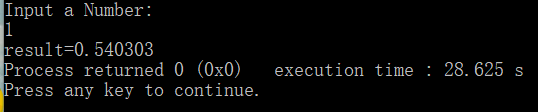 Input a Number:
1
result=0.540303
Process returned 0 (0x0)   execution time : 28.625 s
Press any key to continue.